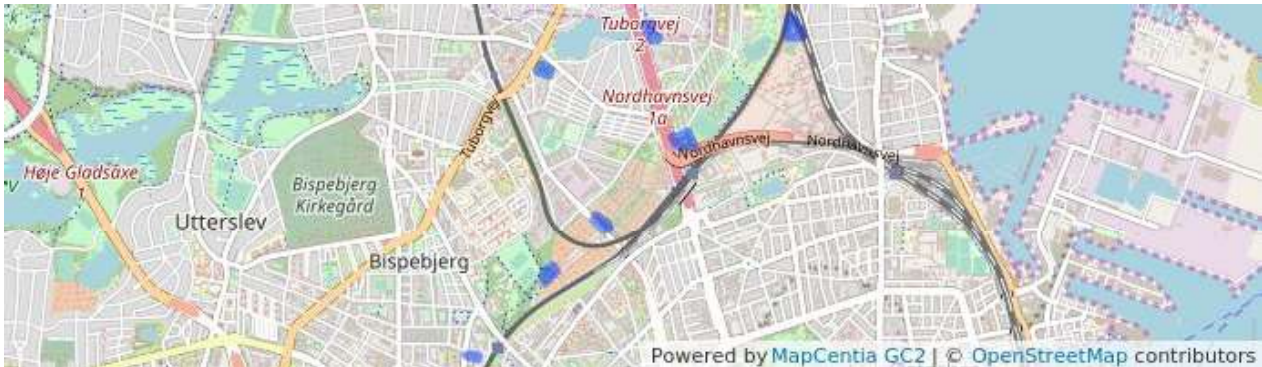 Tuborgvej
2
Nordhavnsvej
1a
Tuborgvej
Nordhavnsvej
Nordhavnsvej
Høje Gladsaxe
1
Bispebjerg
Kirkegård
Utterslev
Bispebjerg
Powered by MapCentia GC2 | © OpenStreetMap contributors